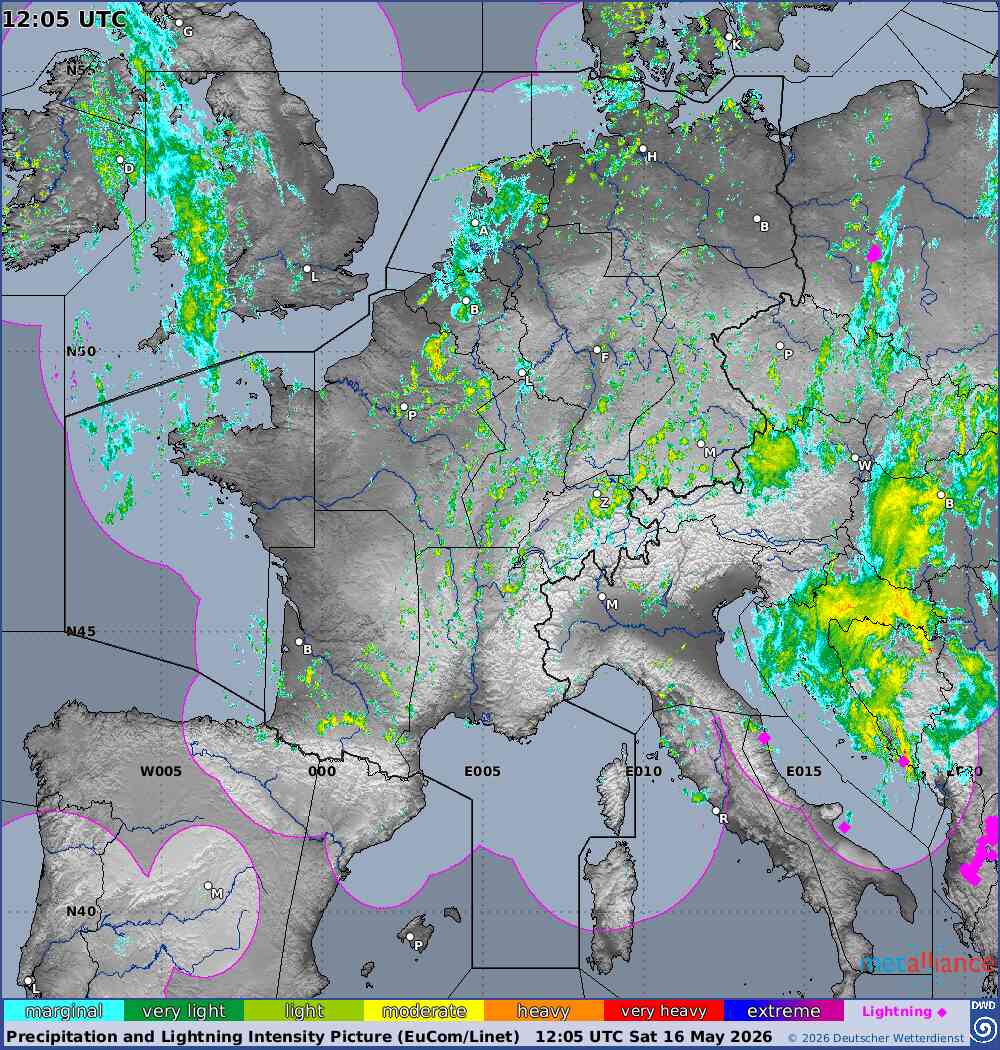 12:05 UTC
G
K
N55
D
H
A
B
L
B
N50
F
P
L
P
M
W
Z
B
M
N45
B
W005
000
E005
E010
E015
E20
R
M
N40
P
L
metalliance
marginal
very light
light
moderate
heavy
very heavy
extreme
Lightning
DWD
Precipitation and Lightning Intensity Picture (EuCom/Linet) 12:05 UTC Sat 16 May 2026
© 2026 Deutscher Wetterdienst